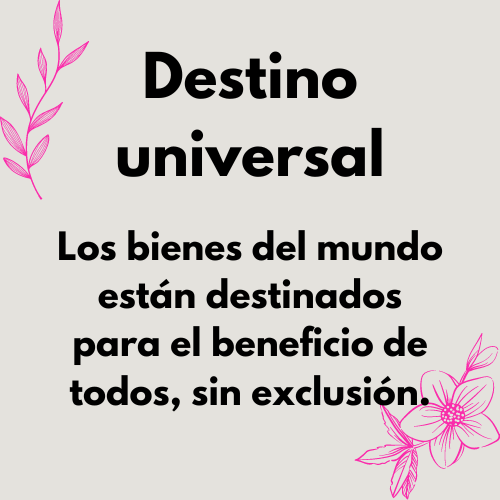 Destino
universal
Los bienes del mundo
están destinados
para el beneficio de
todos, sin exclusión.